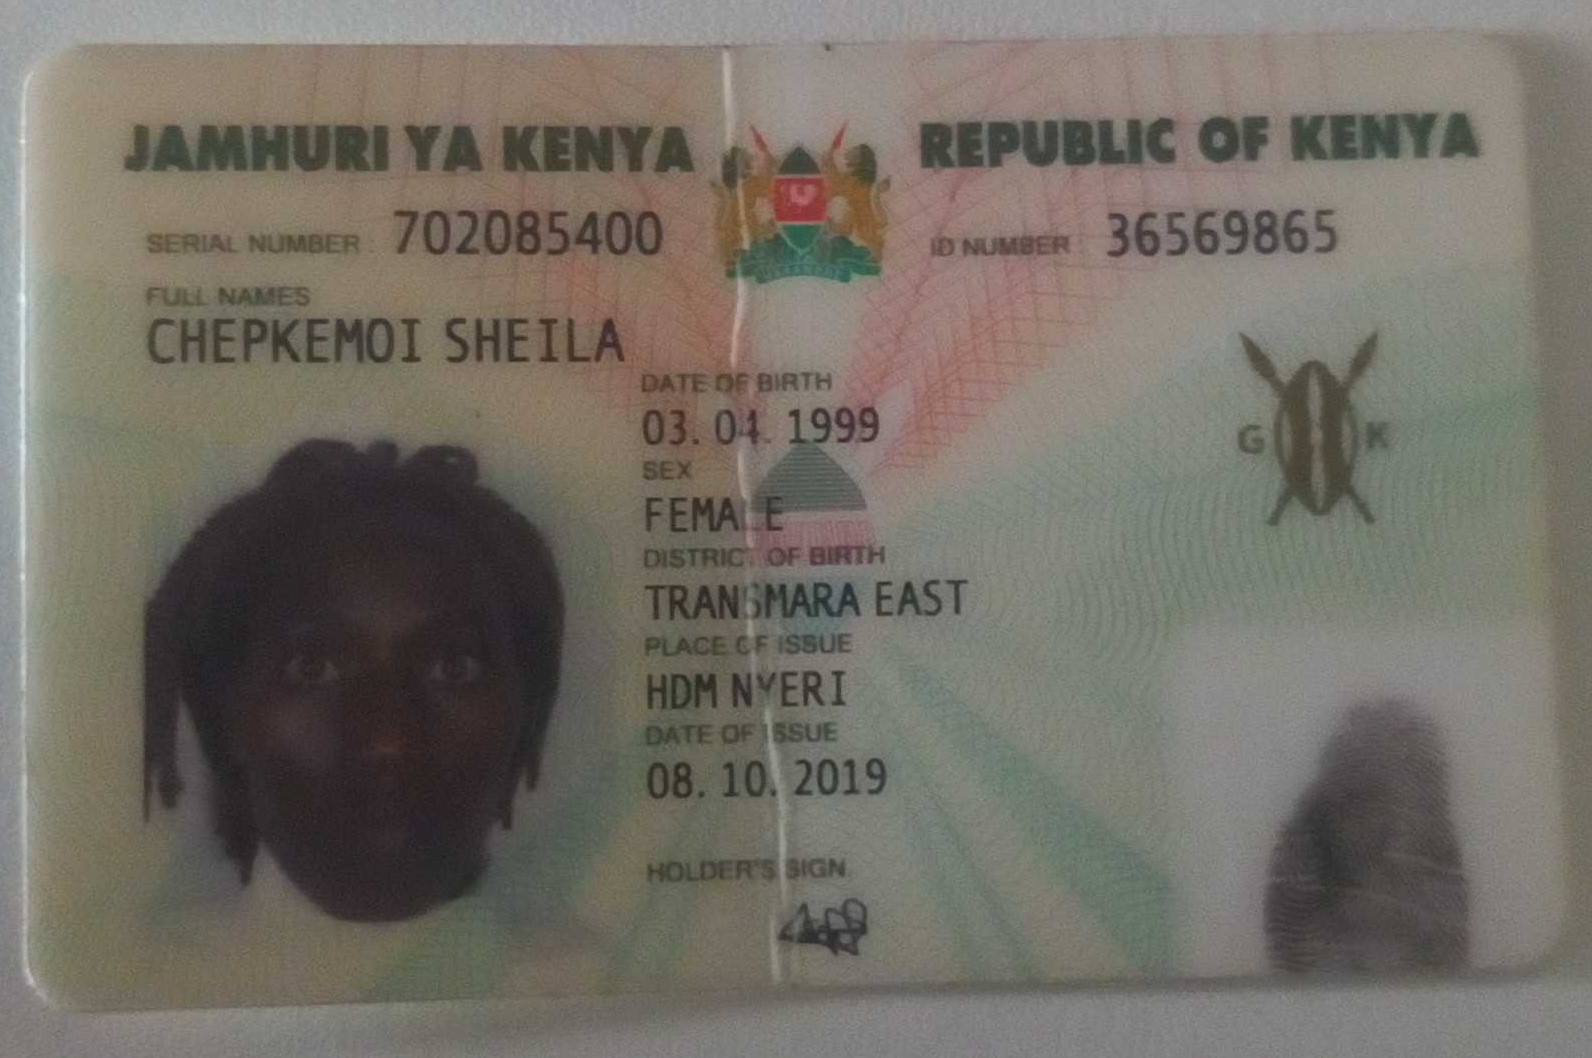 JAMHURI YA KENYA
REPUBLIC OF KENYA
SERIAL NUMBER : 702085400
ID NUMBER : 36569865
FULL NAMES
CHEPKEMOI SHEILA
DATE OF BIRTH
03. 04. 1999
SEX
FEMALE
G K
DISTRICT OF BIRTH
TRANSMARA EAST
PLACE OF ISSUE
HDM NYERI
DATE OF ISSUE
08. 10. 2019
HOLDER'S SIGN.